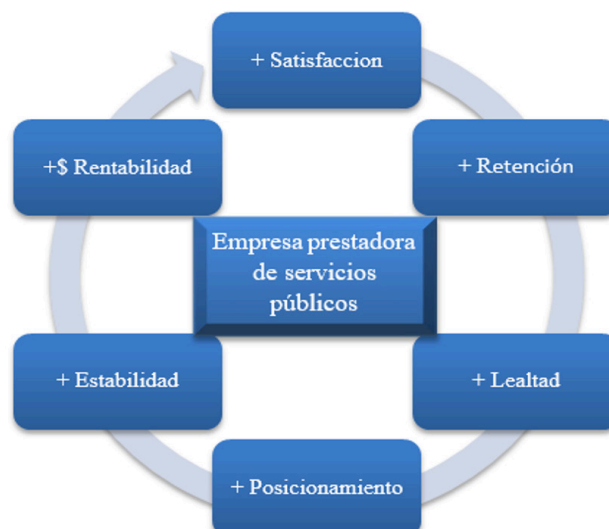 + Satisfaccion
+ Retención
+ Lealtad
+ Posicionamiento
+ Estabilidad
+$ Rentabilidad
Empresa prestadora
de servicios
públicos